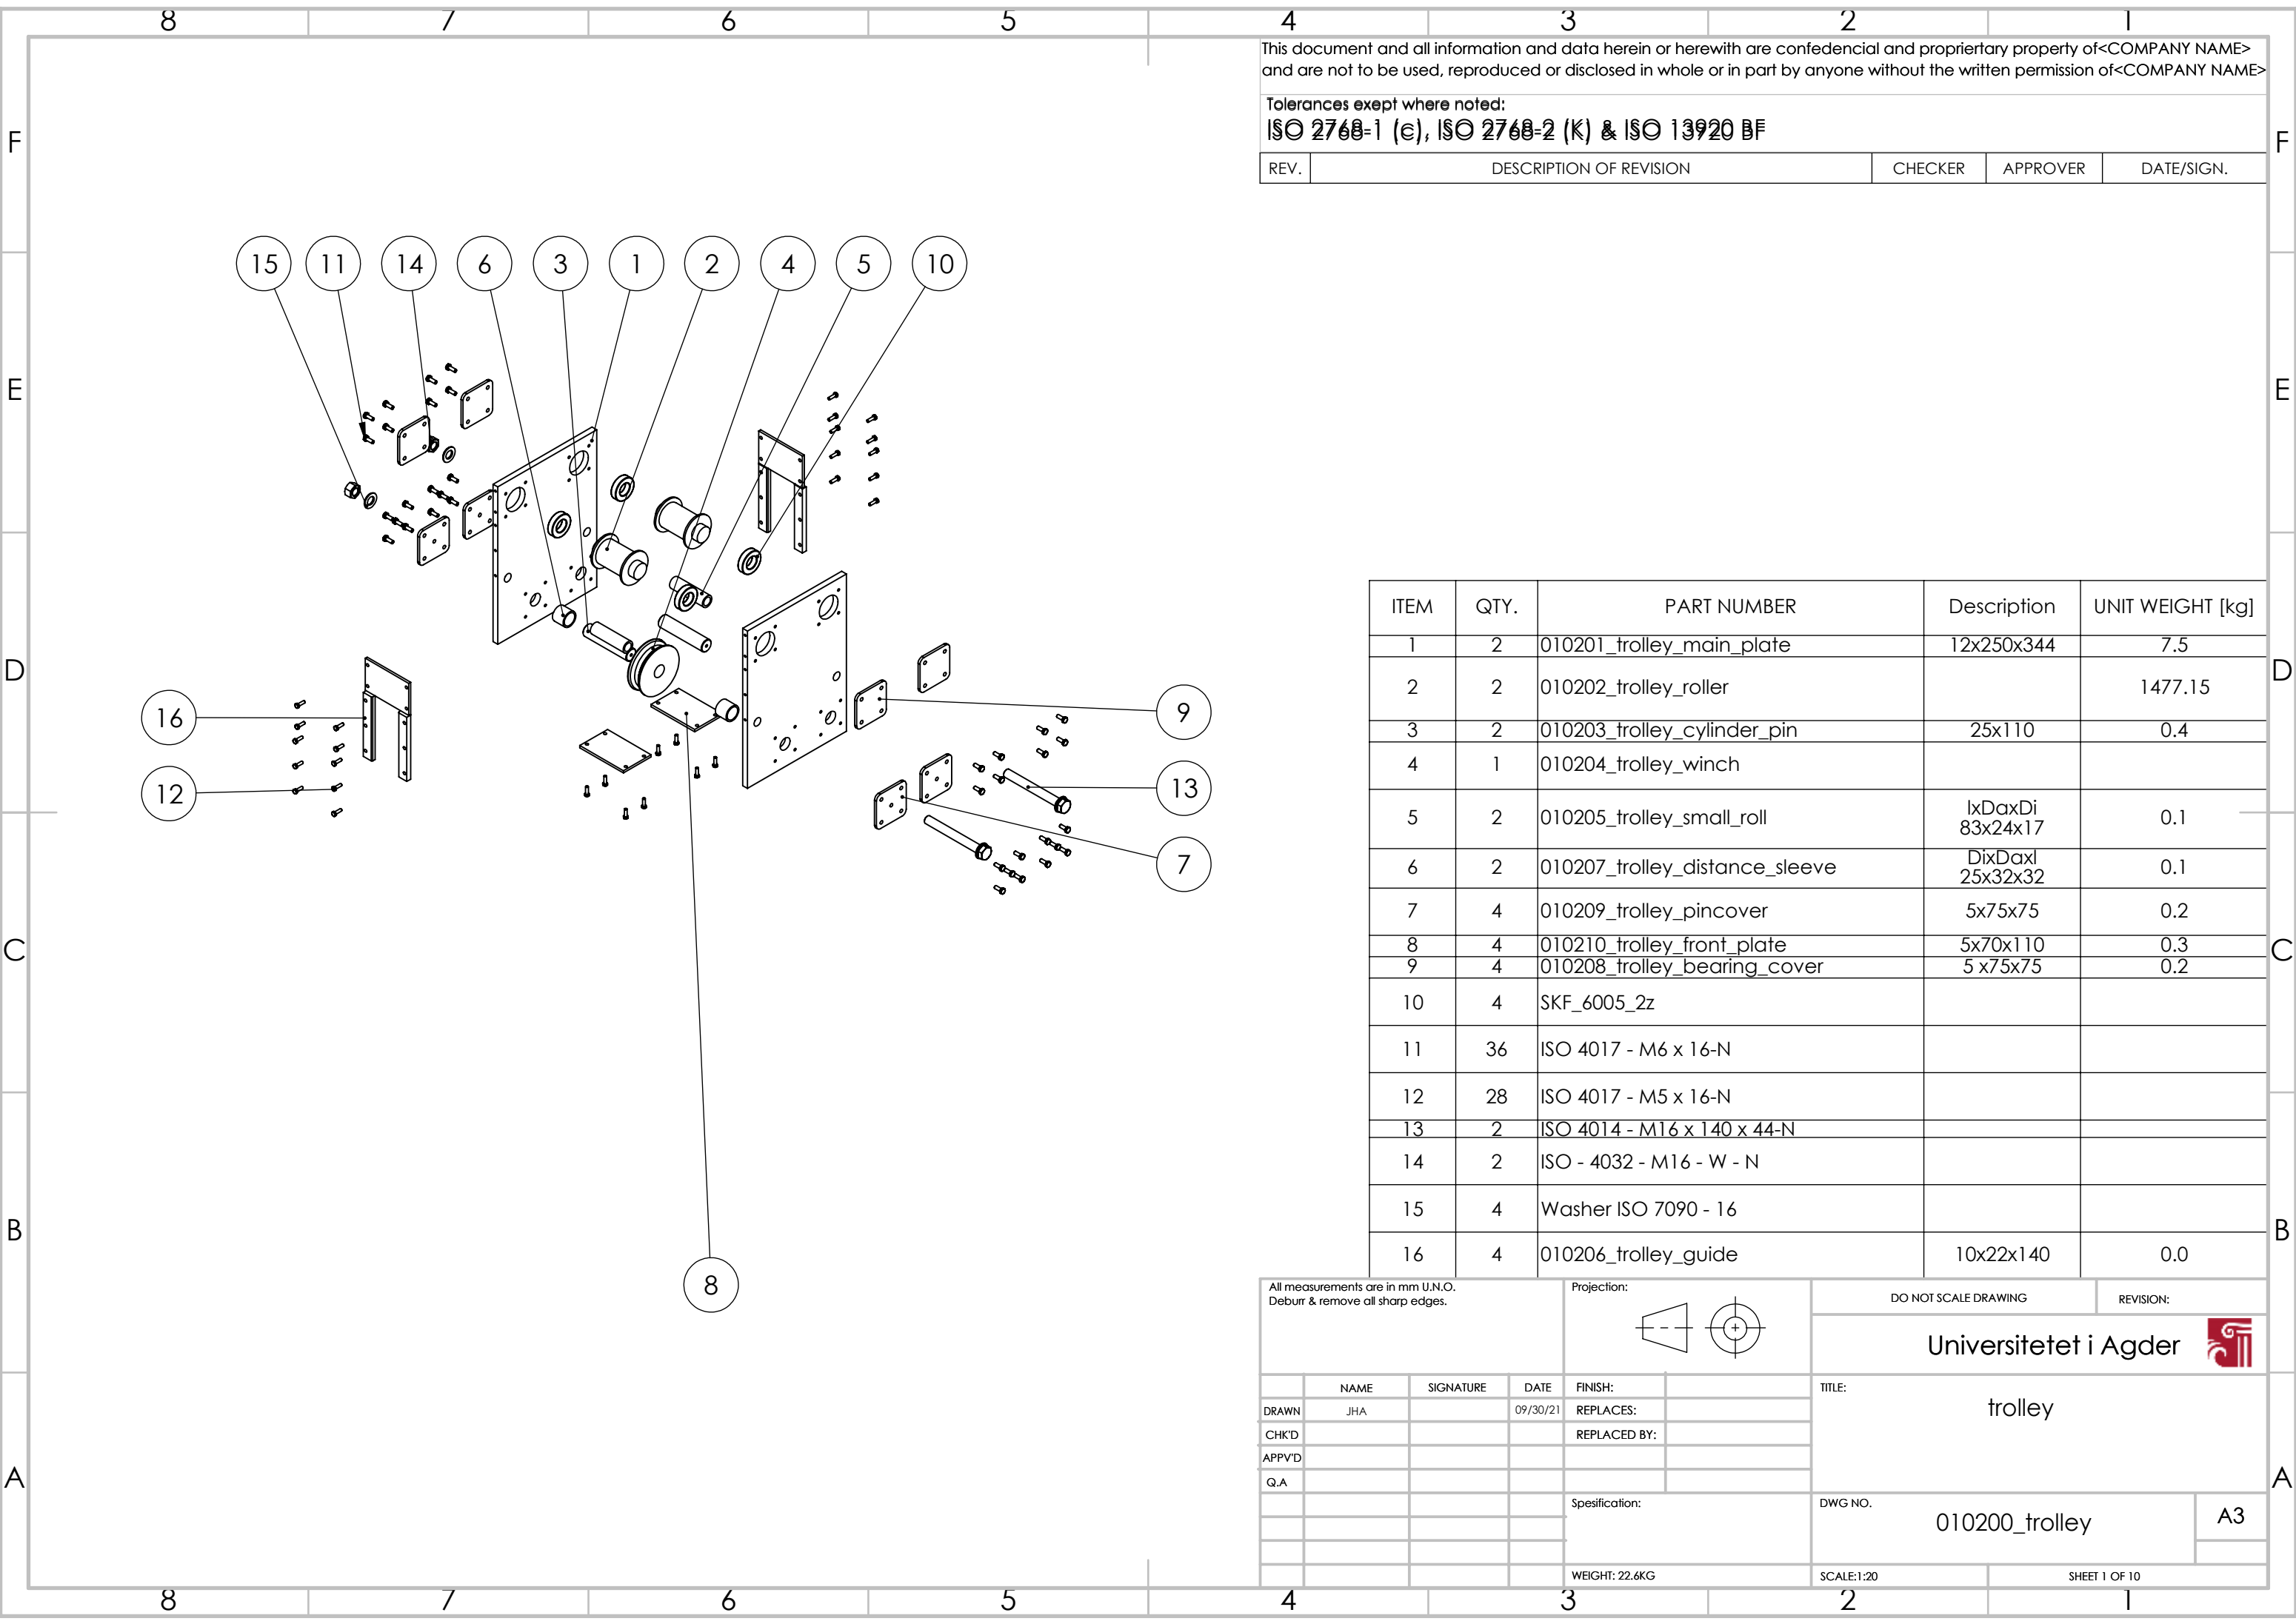 8 7 6 5 4 3 2 1
This document and all information and data herein or herewith are confedencial and propriertary property of<COMPANY NAME>
and are not to be used, reproduced or disclosed in whole or in part by anyone without the written permission of<COMPANY NAME>
Tolerances exept where noted:
ISO 2768-1 (c), ISO 2768-2 (K) & ISO 13920 BF
F F
REV. DESCRIPTION OF REVISION CHECKER APPROVER DATE/SIGN.
15 11 14 6 3 1 2 4 5 10
E E
ITEM QTY. PART NUMBER Description UNIT WEIGHT [kg]
1 2 010201_trolley_main_plate 12x250x344 7.5
D D
2 2 010202_trolley_roller 1477.15
16 9
3 2 010203_trolley_cylinder_pin 25x110 0.4
4 1 010204_trolley_winch
12 13
5 2 010205_trolley_small_roll lxDaxDi 0.1
83x24x17
7
6 2 010207_trolley_distance_sleeve DixDaxl 0.1
25x32x32
7 4 010209_trolley_pincover 5x75x75 0.2
C C
8 4 010210_trolley_front_plate 5x70x110 0.3
9 4 010208_trolley_bearing_cover 5 x75x75 0.2
10 4 SKF_6005_2z
11 36 ISO 4017 - M6 x 16-N
12 28 ISO 4017 - M5 x 16-N
13 2 ISO 4014 - M16 x 140 x 44-N
14 2 ISO - 4032 - M16 - W - N
15 4 Washer ISO 7090 - 16
B B
16 4 010206_trolley_guide 10x22x140 0.0
8
All measurements are in mm U.N.O.
Deburr & remove all sharp edges.
Projection:
DO NOT SCALE DRAWING REVISION:
Universitetet i Agder
NAME SIGNATURE DATE FINISH:
DRAWN JHA 09/30/21 REPLACES:
CHK'D REPLACED BY:
APPV'D
Q.A
TITLE:
trolley
A A
Spesification:
DWG NO.
010200_trolley
A3
WEIGHT: 22.6KG
SCALE:1:20
SHEET 1 OF 10
8 7 6 5 4 3 2 1